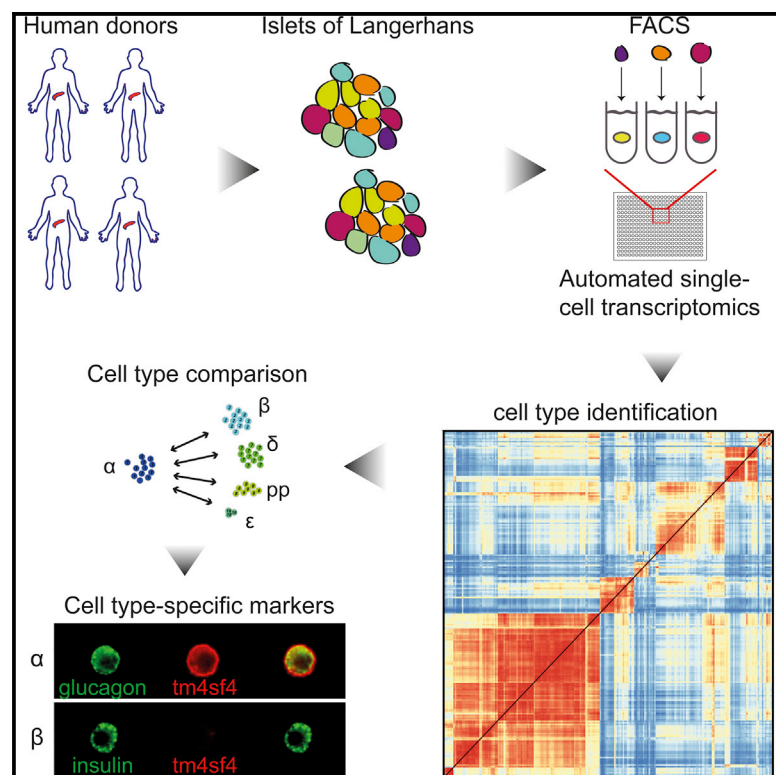 Human donors
Islets of Langerhans
FACS
Automated single-
cell transcriptomics
Cell type comparison
β
α
δ
pp
ε
cell type identification
Cell type-specific markers
α
glucagon
tm4sf4
β
insulin
tm4sf4